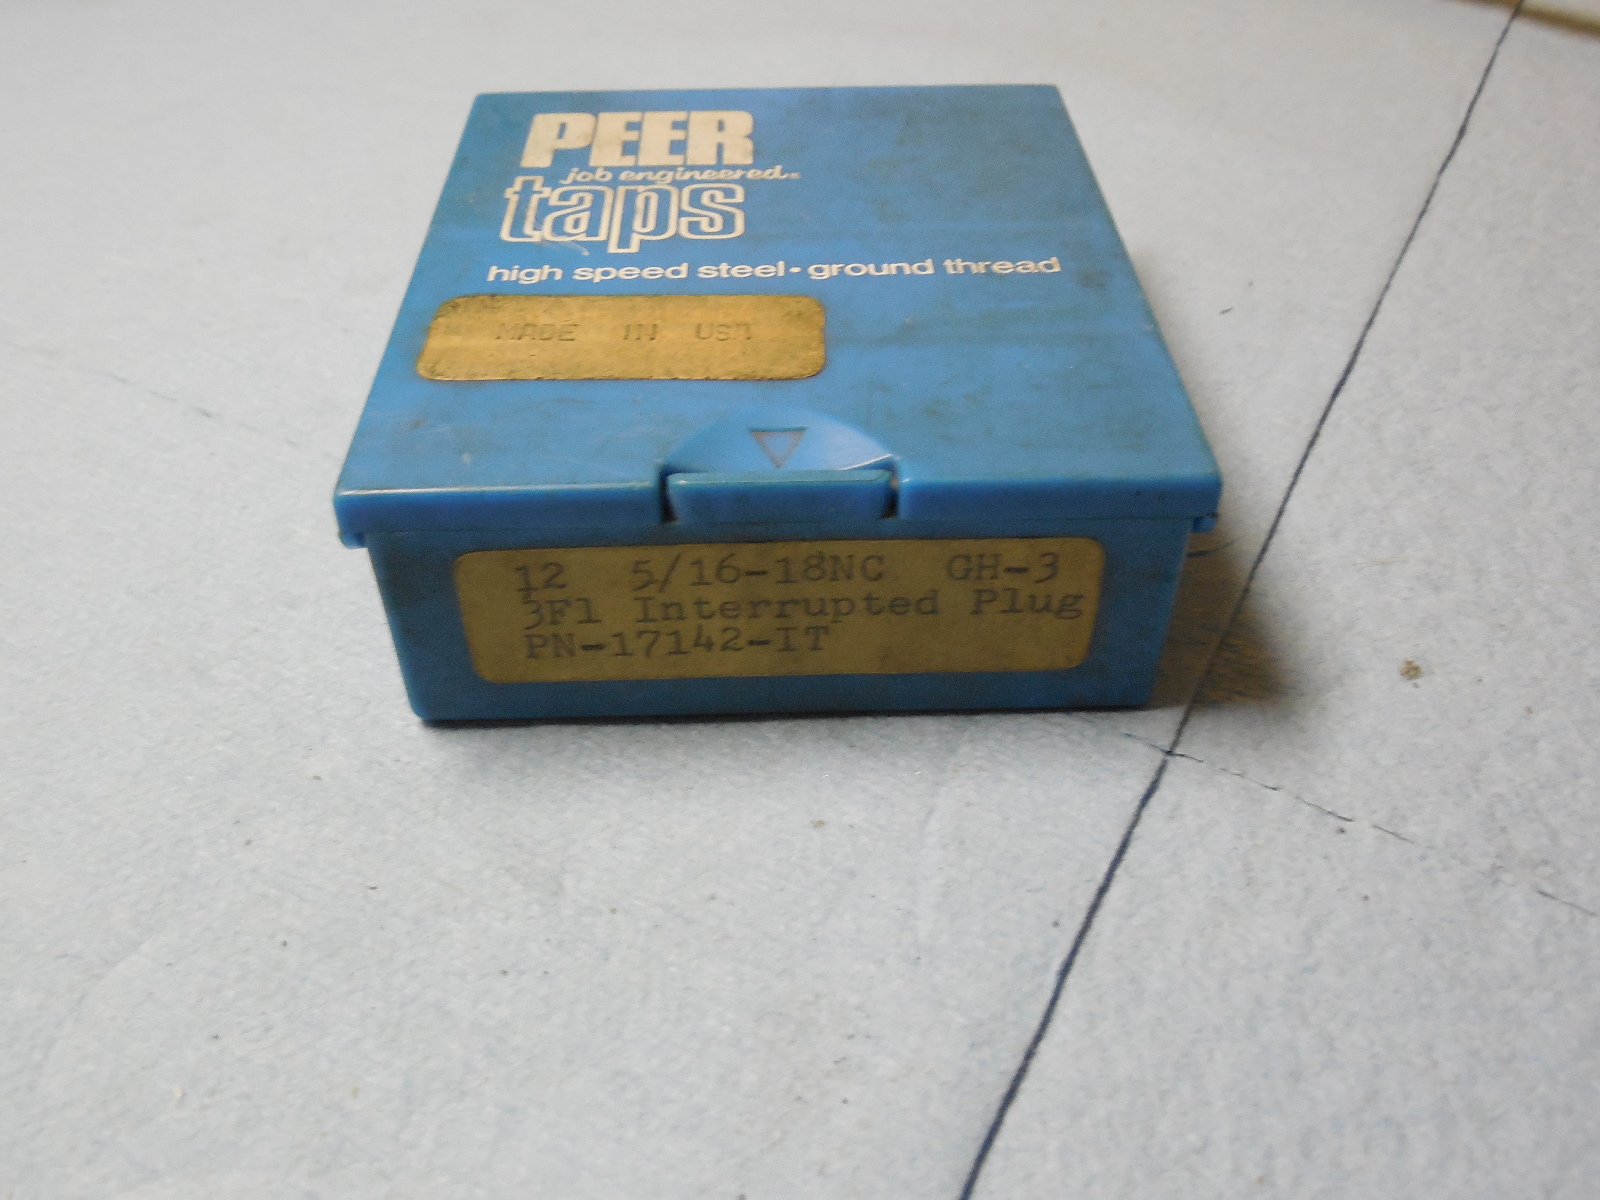 PEER
job engineered
taps
high speed steel • ground thread
MADE IN USA
12 5/16-18NC GH-3
3Fl Interrupted Plug
PN-17142-IT